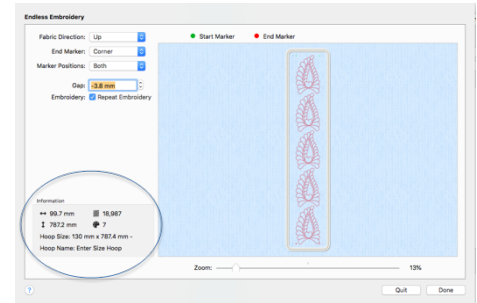 Endless Embroidery
Fabric Direction: Up
Start Marker End Marker
End Marker: Corner
Marker Positions: Both
Gap: -3.8 mm
Embroidery: Repeat Embroidery
Information
99.7 mm 18,987
787.2 mm 7
Hoop Size: 130 mm x 787.4 mm -
Hoop Name: Enter Size Hoop
Zoom: 13%
? Quit Done